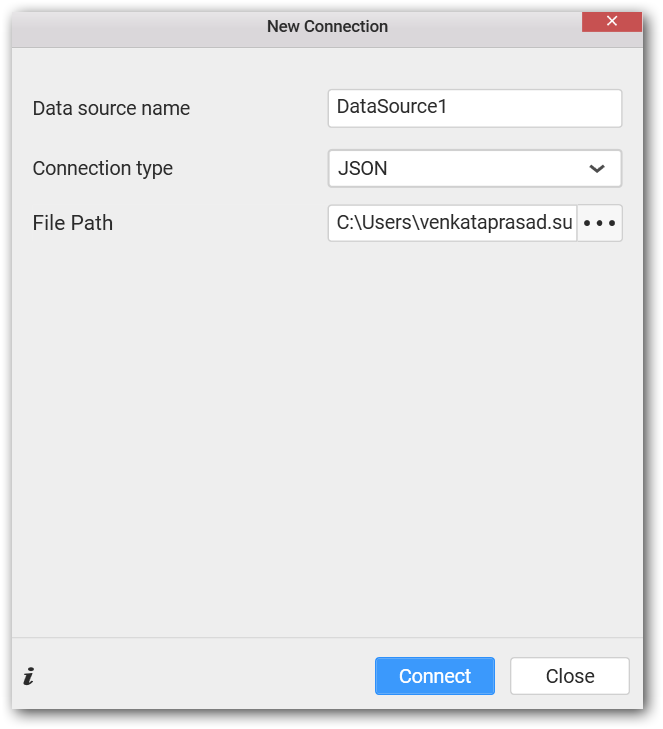 New Connection
Data source name DataSource1
Connection type JSON
File Path C:\Users\venkataprasad.su •••
i Connect Close